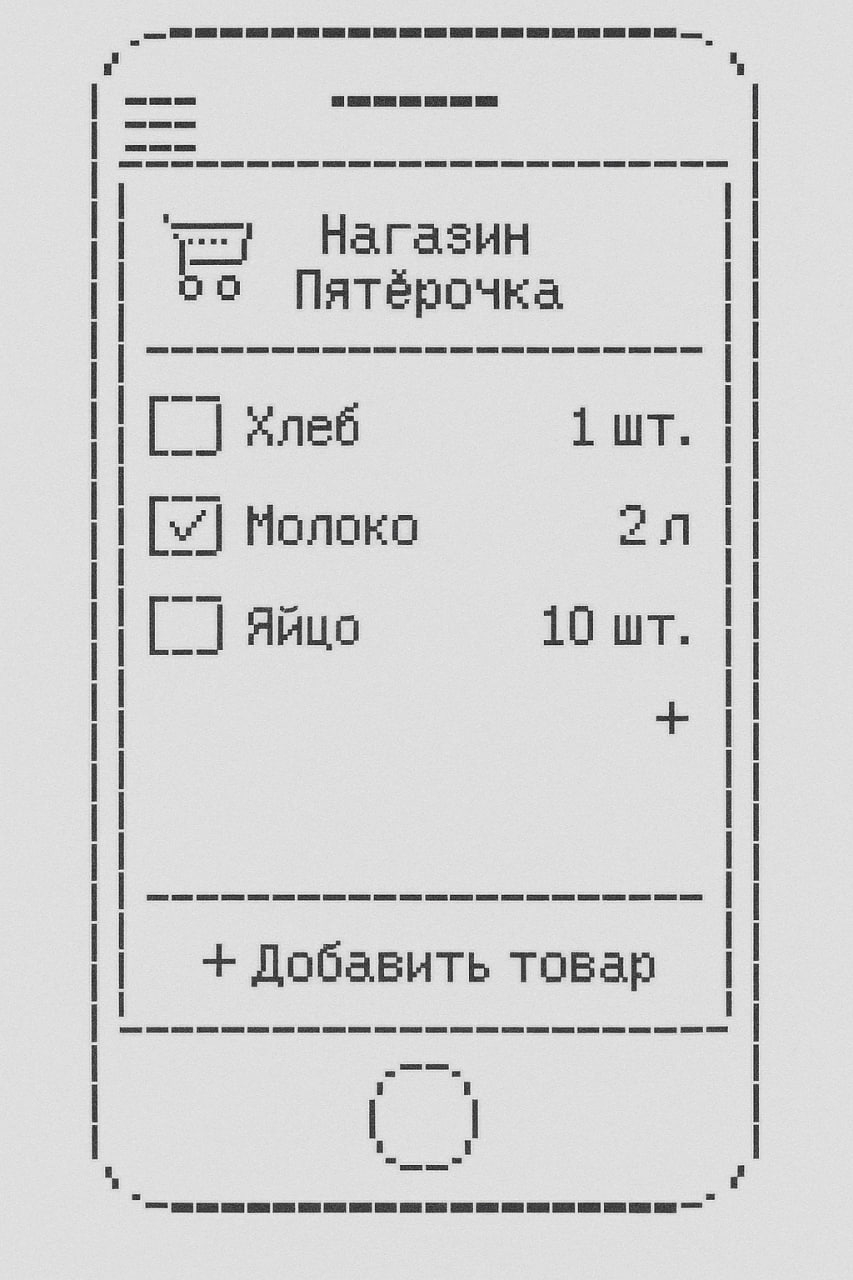 Нагазин
Пятёрочка
Хлеб 1 шт.
Молоко 2 л
Яйцо 10 шт.
+
+ Добавить товар